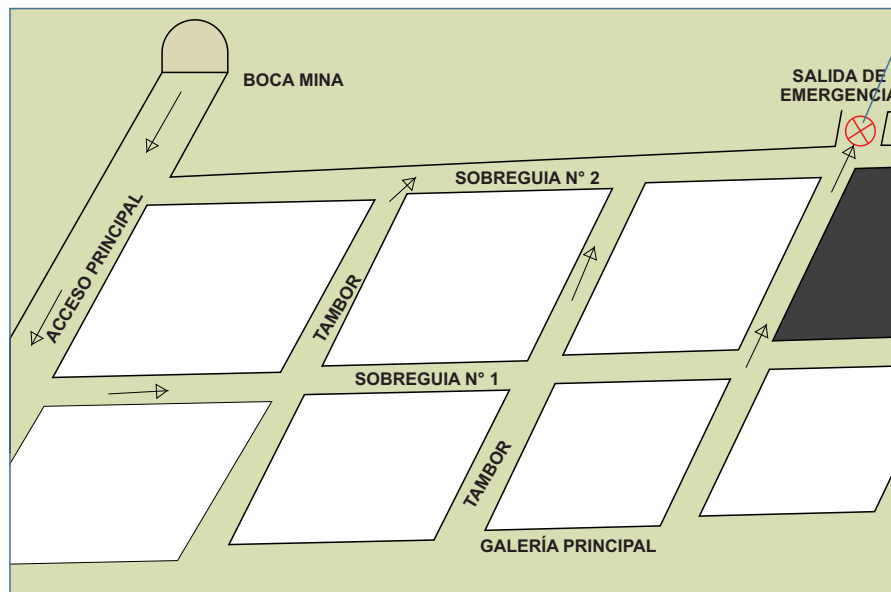 BOCA MINA
SALIDA DE
EMERGENCIA
SOBREGUIA N° 2
ACCESO PRINCIPAL
TAMBOR
SOBREGUIA N° 1
TAMBOR
GALERÍA PRINCIPAL